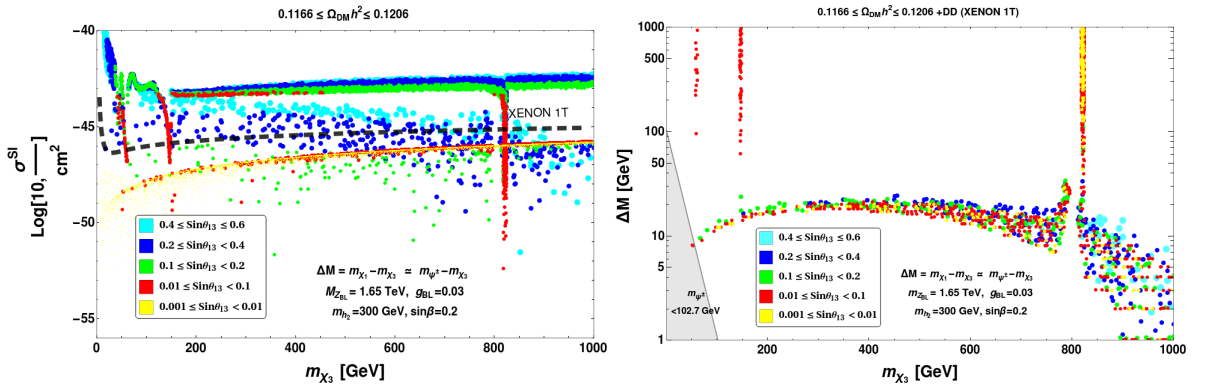 0.1166 ≤ Ω_DM h² ≤ 0.1206
Log[10, σ^SI/cm²]
−40
−45
−50
−55
XENON 1T
0.4 ≤ Sinθ₁₃ ≤ 0.6
0.2 ≤ Sinθ₁₃ < 0.4
0.1 ≤ Sinθ₁₃ < 0.2
0.01 ≤ Sinθ₁₃ < 0.1
0.001 ≤ Sinθ₁₃ < 0.01
ΔM = m_χ₁ − m_χ₃ ≃ m_ψ± − m_χ₃
M_Z_BL = 1.65 TeV, g_BL=0.03
m_h₂ =300 GeV, sinβ=0.2
0 200 400 600 800 1000
m_χ₃ [GeV]
0.1166 ≤ Ω_DM h² ≤ 0.1206 +DD (XENON 1T)
ΔM [GeV]
1000
500
100
50
10
5
1
m_ψ±
<102.7 GeV
0.4 ≤ Sinθ₁₃ ≤ 0.6
0.2 ≤ Sinθ₁₃ < 0.4
0.1 ≤ Sinθ₁₃ < 0.2
0.01 ≤ Sinθ₁₃ < 0.1
0.001 ≤ Sinθ₁₃ < 0.01
ΔM = m_χ₁ − m_χ₃ ≃ m_ψ± − m_χ₃
m_Z_BL = 1.65 TeV, g_BL=0.03
m_h₂ =300 GeV, sinβ=0.2
200 400 600 800 1000
m_χ₃ [GeV]